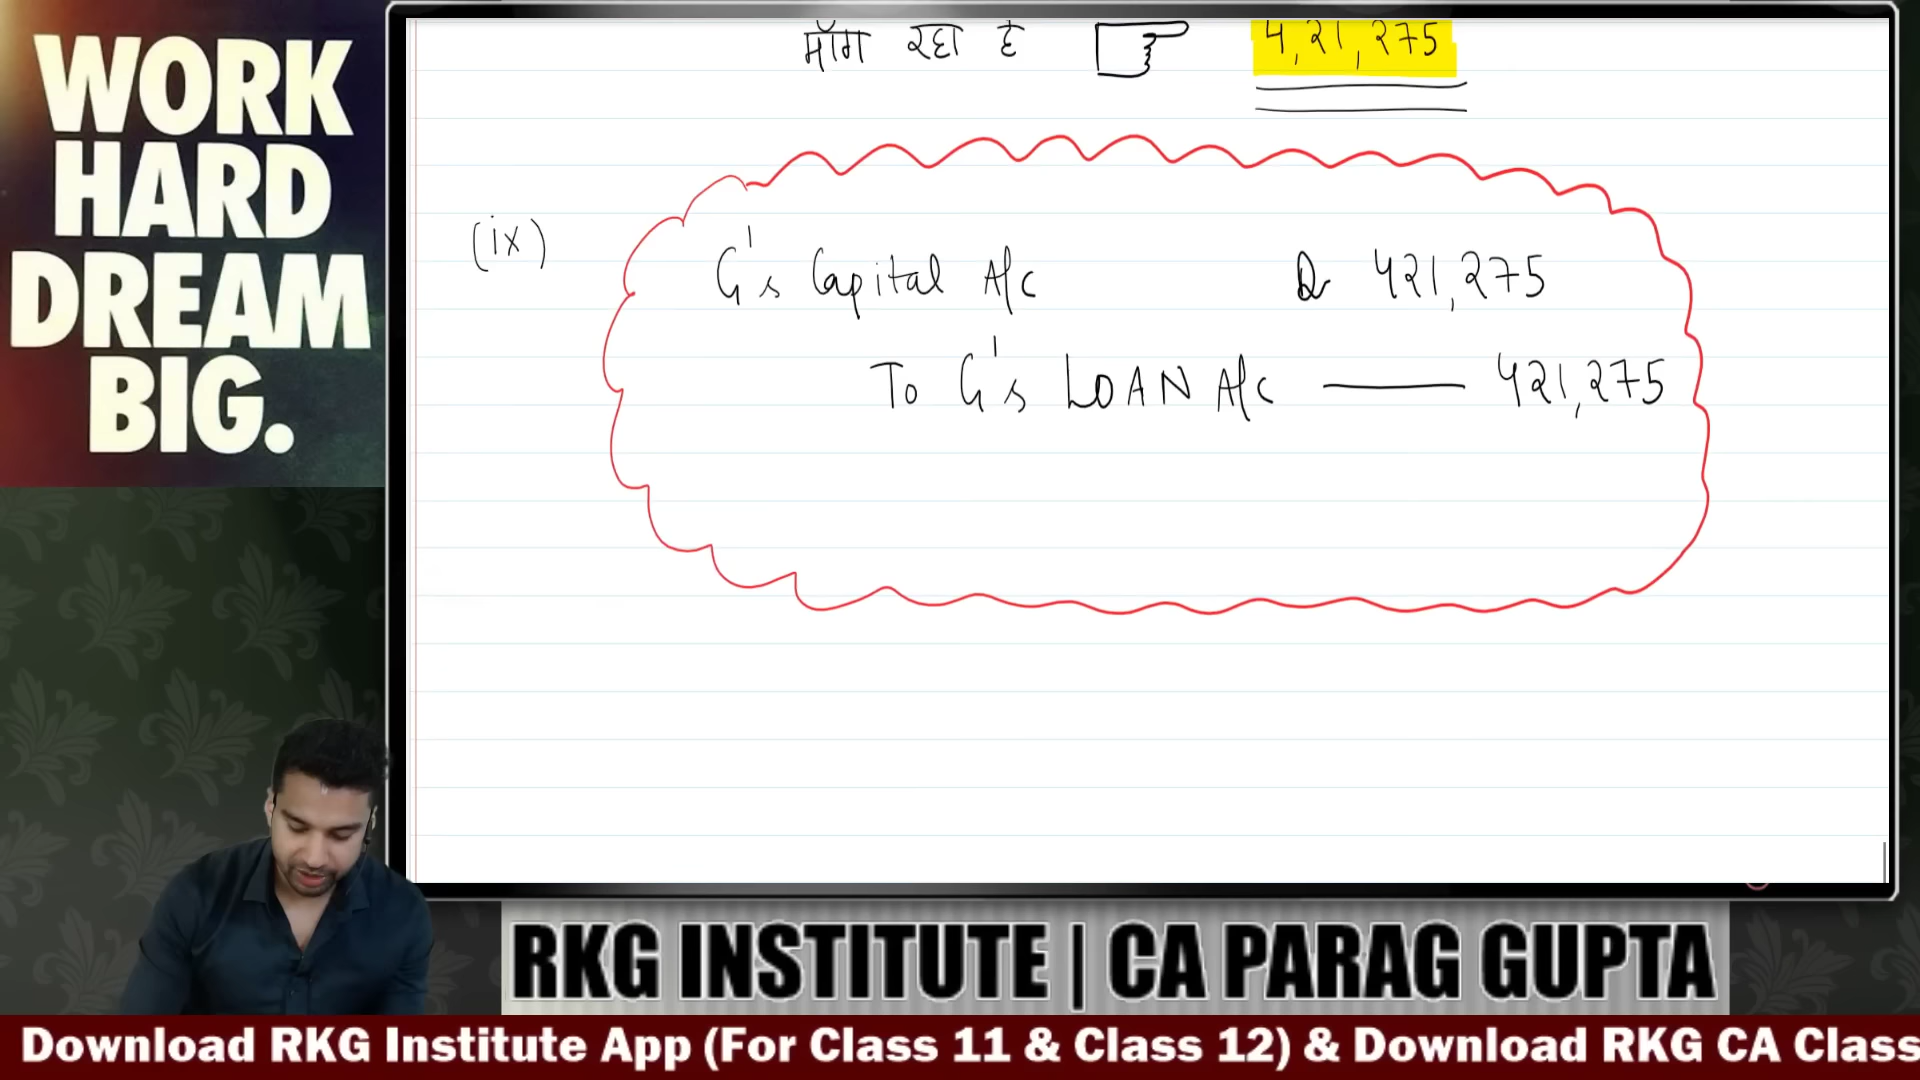 WORK
HARD
DREAM
BIG.
माँग रहा है 4,21,275
(ix)
G's Capital A/c Dr 421,275
To G's LOAN A/c 421,275
RKG INSTITUTE | CA PARAG GUPTA
Download RKG Institute App (For Class 11 & Class 12) & Download RKG CA Class